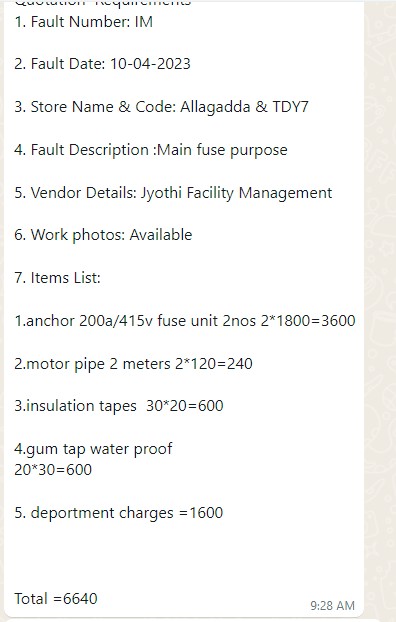 Quotation Requirements
1. Fault Number: IM
2. Fault Date: 10-04-2023
3. Store Name & Code: Allagadda & TDY7
4. Fault Description :Main fuse purpose
5. Vendor Details: Jyothi Facility Management
6. Work photos: Available
7. Items List:
1.anchor 200a/415v fuse unit 2nos 2*1800=3600
2.motor pipe 2 meters 2*120=240
3.insulation tapes  30*20=600
4.gum tap water proof
20*30=600
5. deportment charges =1600
Total =6640
9:28 AM